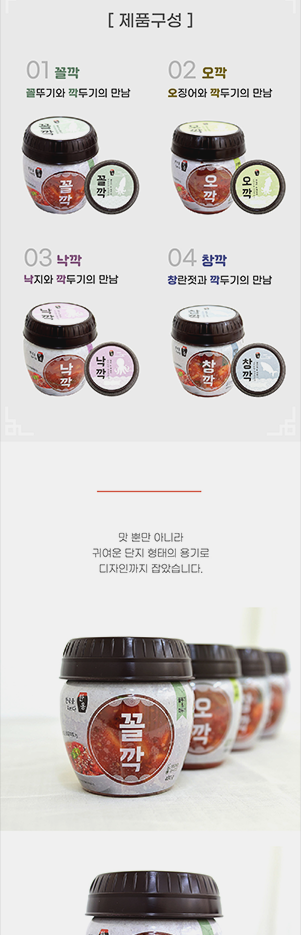 [ 제품구성 ]
01 꼴깍
꼴뚜기와 깍두기의 만남
02 오깍
오징어와 깍두기의 만남
꼴깍
꼴깍
오깍
오깍
03 낙깍
낙지와 깍두기의 만남
04 창깍
창란젓과 깍두기의 만남
낙깍
낙깍
낙깍
창깍
창깍
창깍
맛 뿐만 아니라
귀여운 단지 형태의 용기로
디자인까지 잡았습니다.
꼴깍
오깍